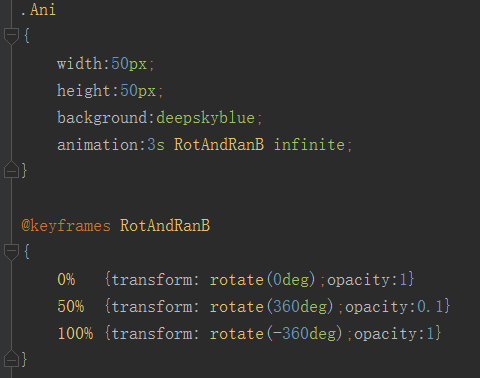 .Ani
{
    width:50px;
    height:50px;
    background:deepskyblue;
    animation:3s RotAndRanB infinite;
}

@keyframes RotAndRanB
{
    0%   {transform: rotate(0deg);opacity:1}
    50%  {transform: rotate(360deg);opacity:0.1}
    100% {transform: rotate(-360deg);opacity:1}
}